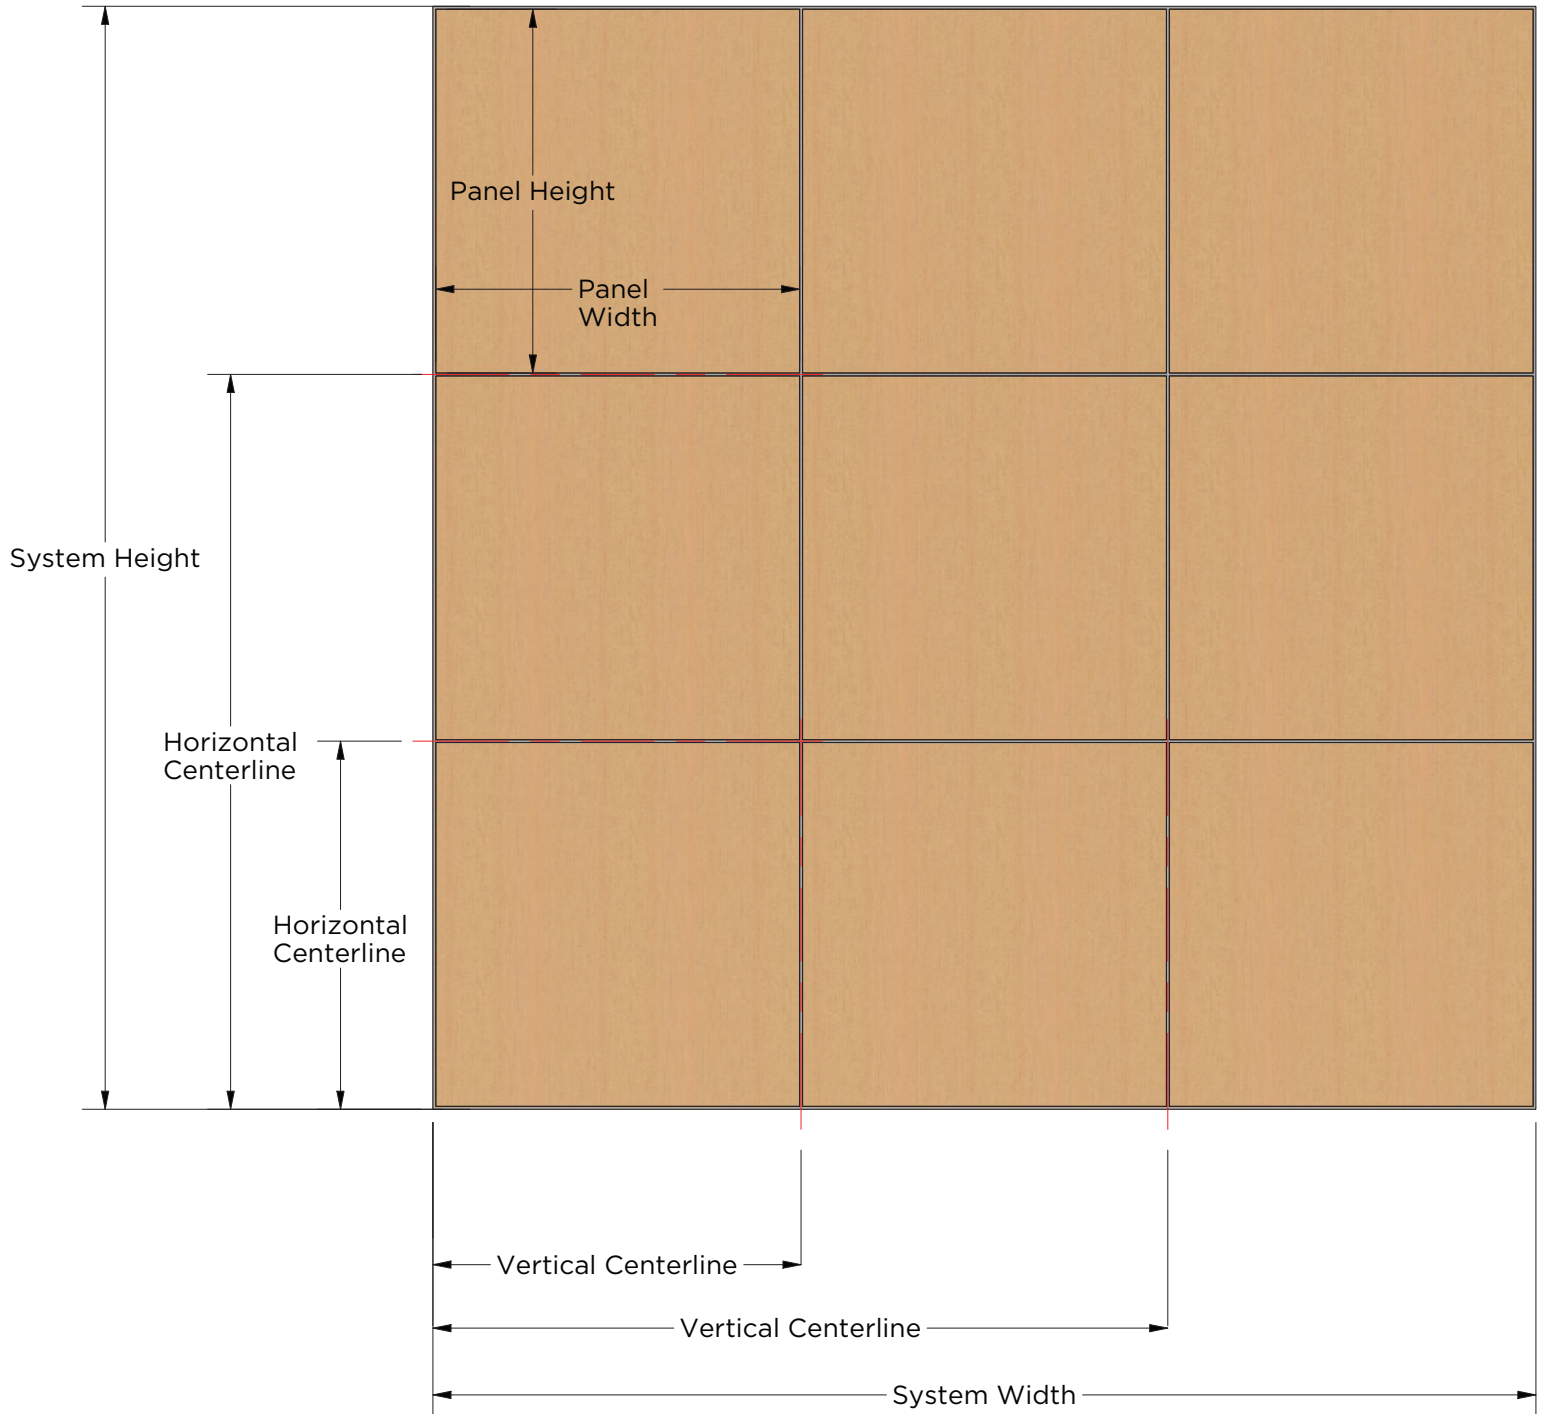 Panel Height
Panel
Width
System Height
Horizontal
Centerline
Horizontal
Centerline
Vertical Centerline
Vertical Centerline
System Width